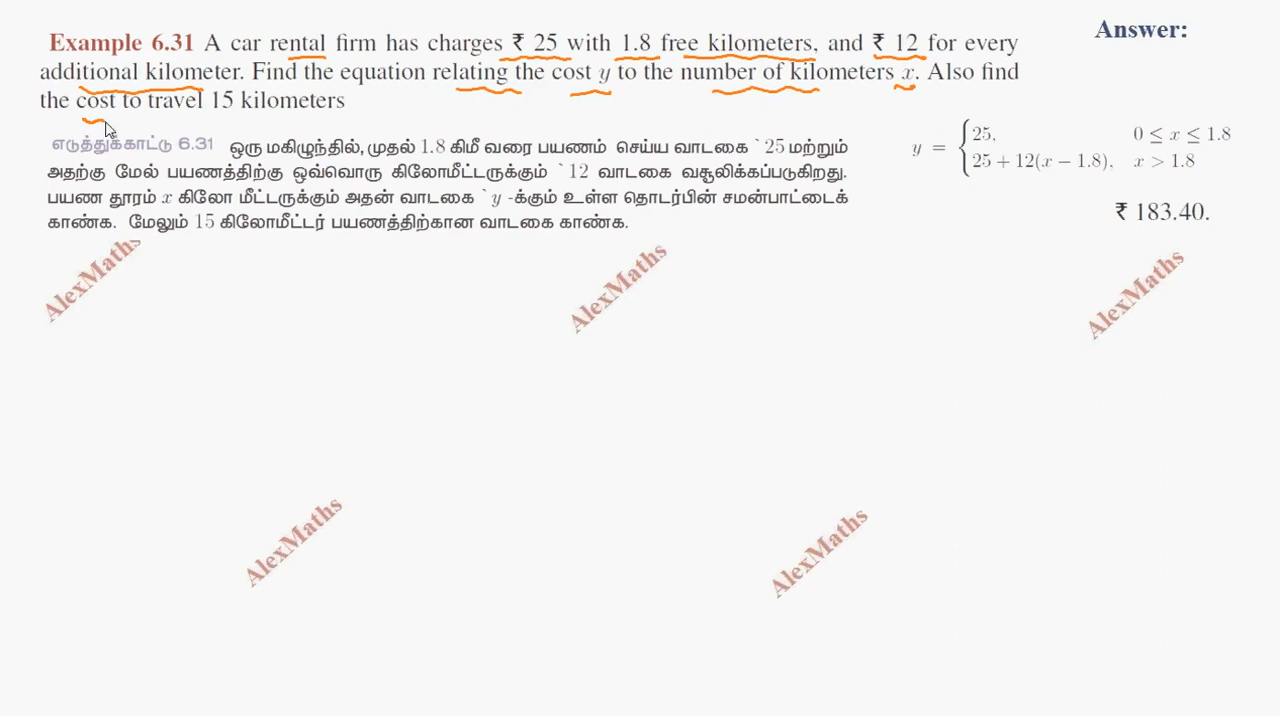 Example 6.31 A car rental firm has charges ₹ 25 with 1.8 free kilometers, and ₹ 12 for every
additional kilometer. Find the equation relating the cost y to the number of kilometers x. Also find
the cost to travel 15 kilometers
Answer:
எடுத்துக்காட்டு 6.31 ஒரு மகிழுந்தில், முதல் 1.8 கிமீ வரை பயணம் செய்ய வாடகை ` 25 மற்றும்
அதற்கு மேல் பயணத்திற்கு ஒவ்வொரு கிலோமீட்டருக்கும் ` 12 வாடகை வசூலிக்கப்படுகிறது.
பயண தூரம் x கிலோ மீட்டருக்கும் அதன் வாடகை ` y -க்கும் உள்ள தொடர்பின் சமன்பாட்டைக்
காண்க. மேலும் 15 கிலோமீட்டர் பயணத்திற்கான வாடகை காண்க.
y = { 25, 0 ≤ x ≤ 1.8
25 + 12(x − 1.8), x > 1.8
₹ 183.40.
AlexMaths
AlexMaths
AlexMaths
AlexMaths
AlexMaths